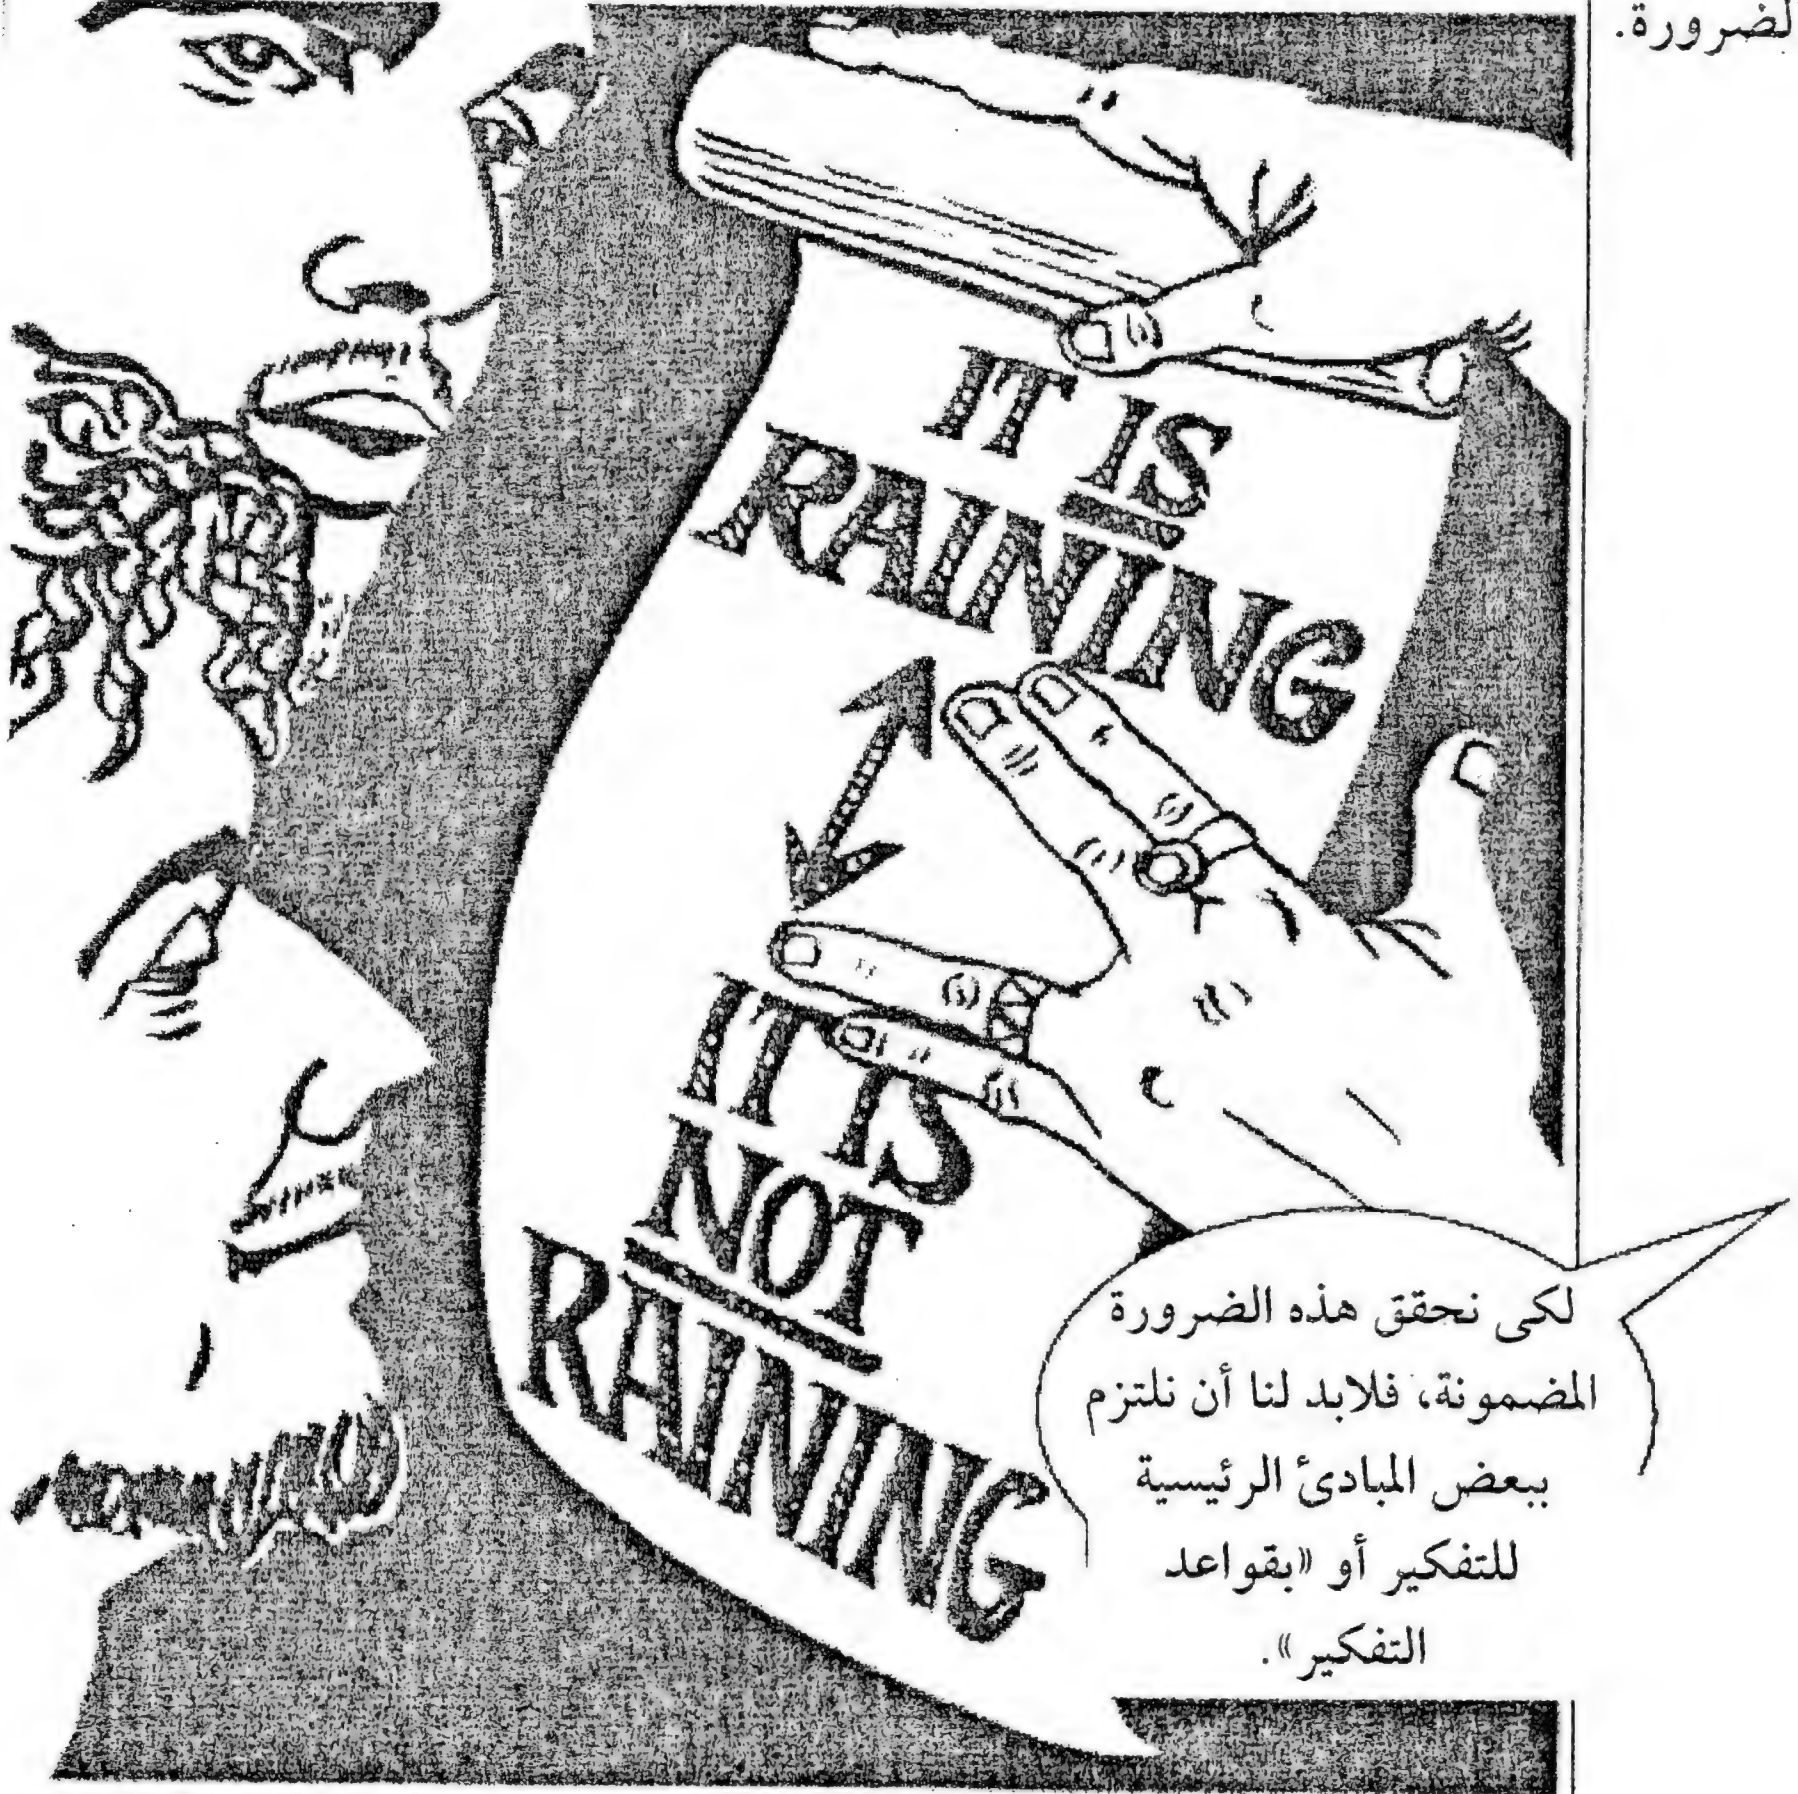 لضرورة.
IT IS
RAINING
IT IS
NOT
RAINING
لكى نحقق هذه الضرورة
المضمونة، فلابد لنا أن نلتزم
ببعض المبادئ الرئيسية
للتفكير أو «بقواعد
التفكير».